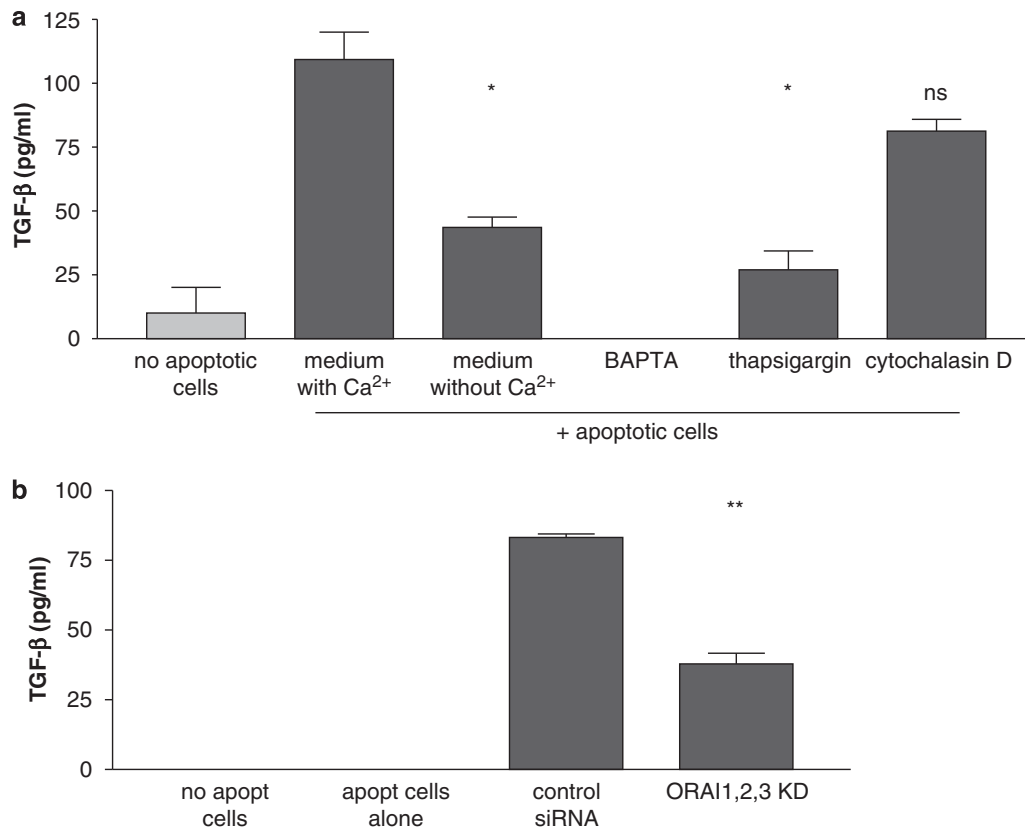 a
TGF-β (pg/ml)
125
100
75
50
25
0
*
*
ns
no apoptotic
cells
medium
with Ca²⁺
medium
without Ca²⁺
BAPTA
thapsigargin
cytochalasin D
+ apoptotic cells
b
TGF-β (pg/ml)
100
75
50
25
0
**
no apopt
cells
apopt cells
alone
control
siRNA
ORAI1,2,3 KD